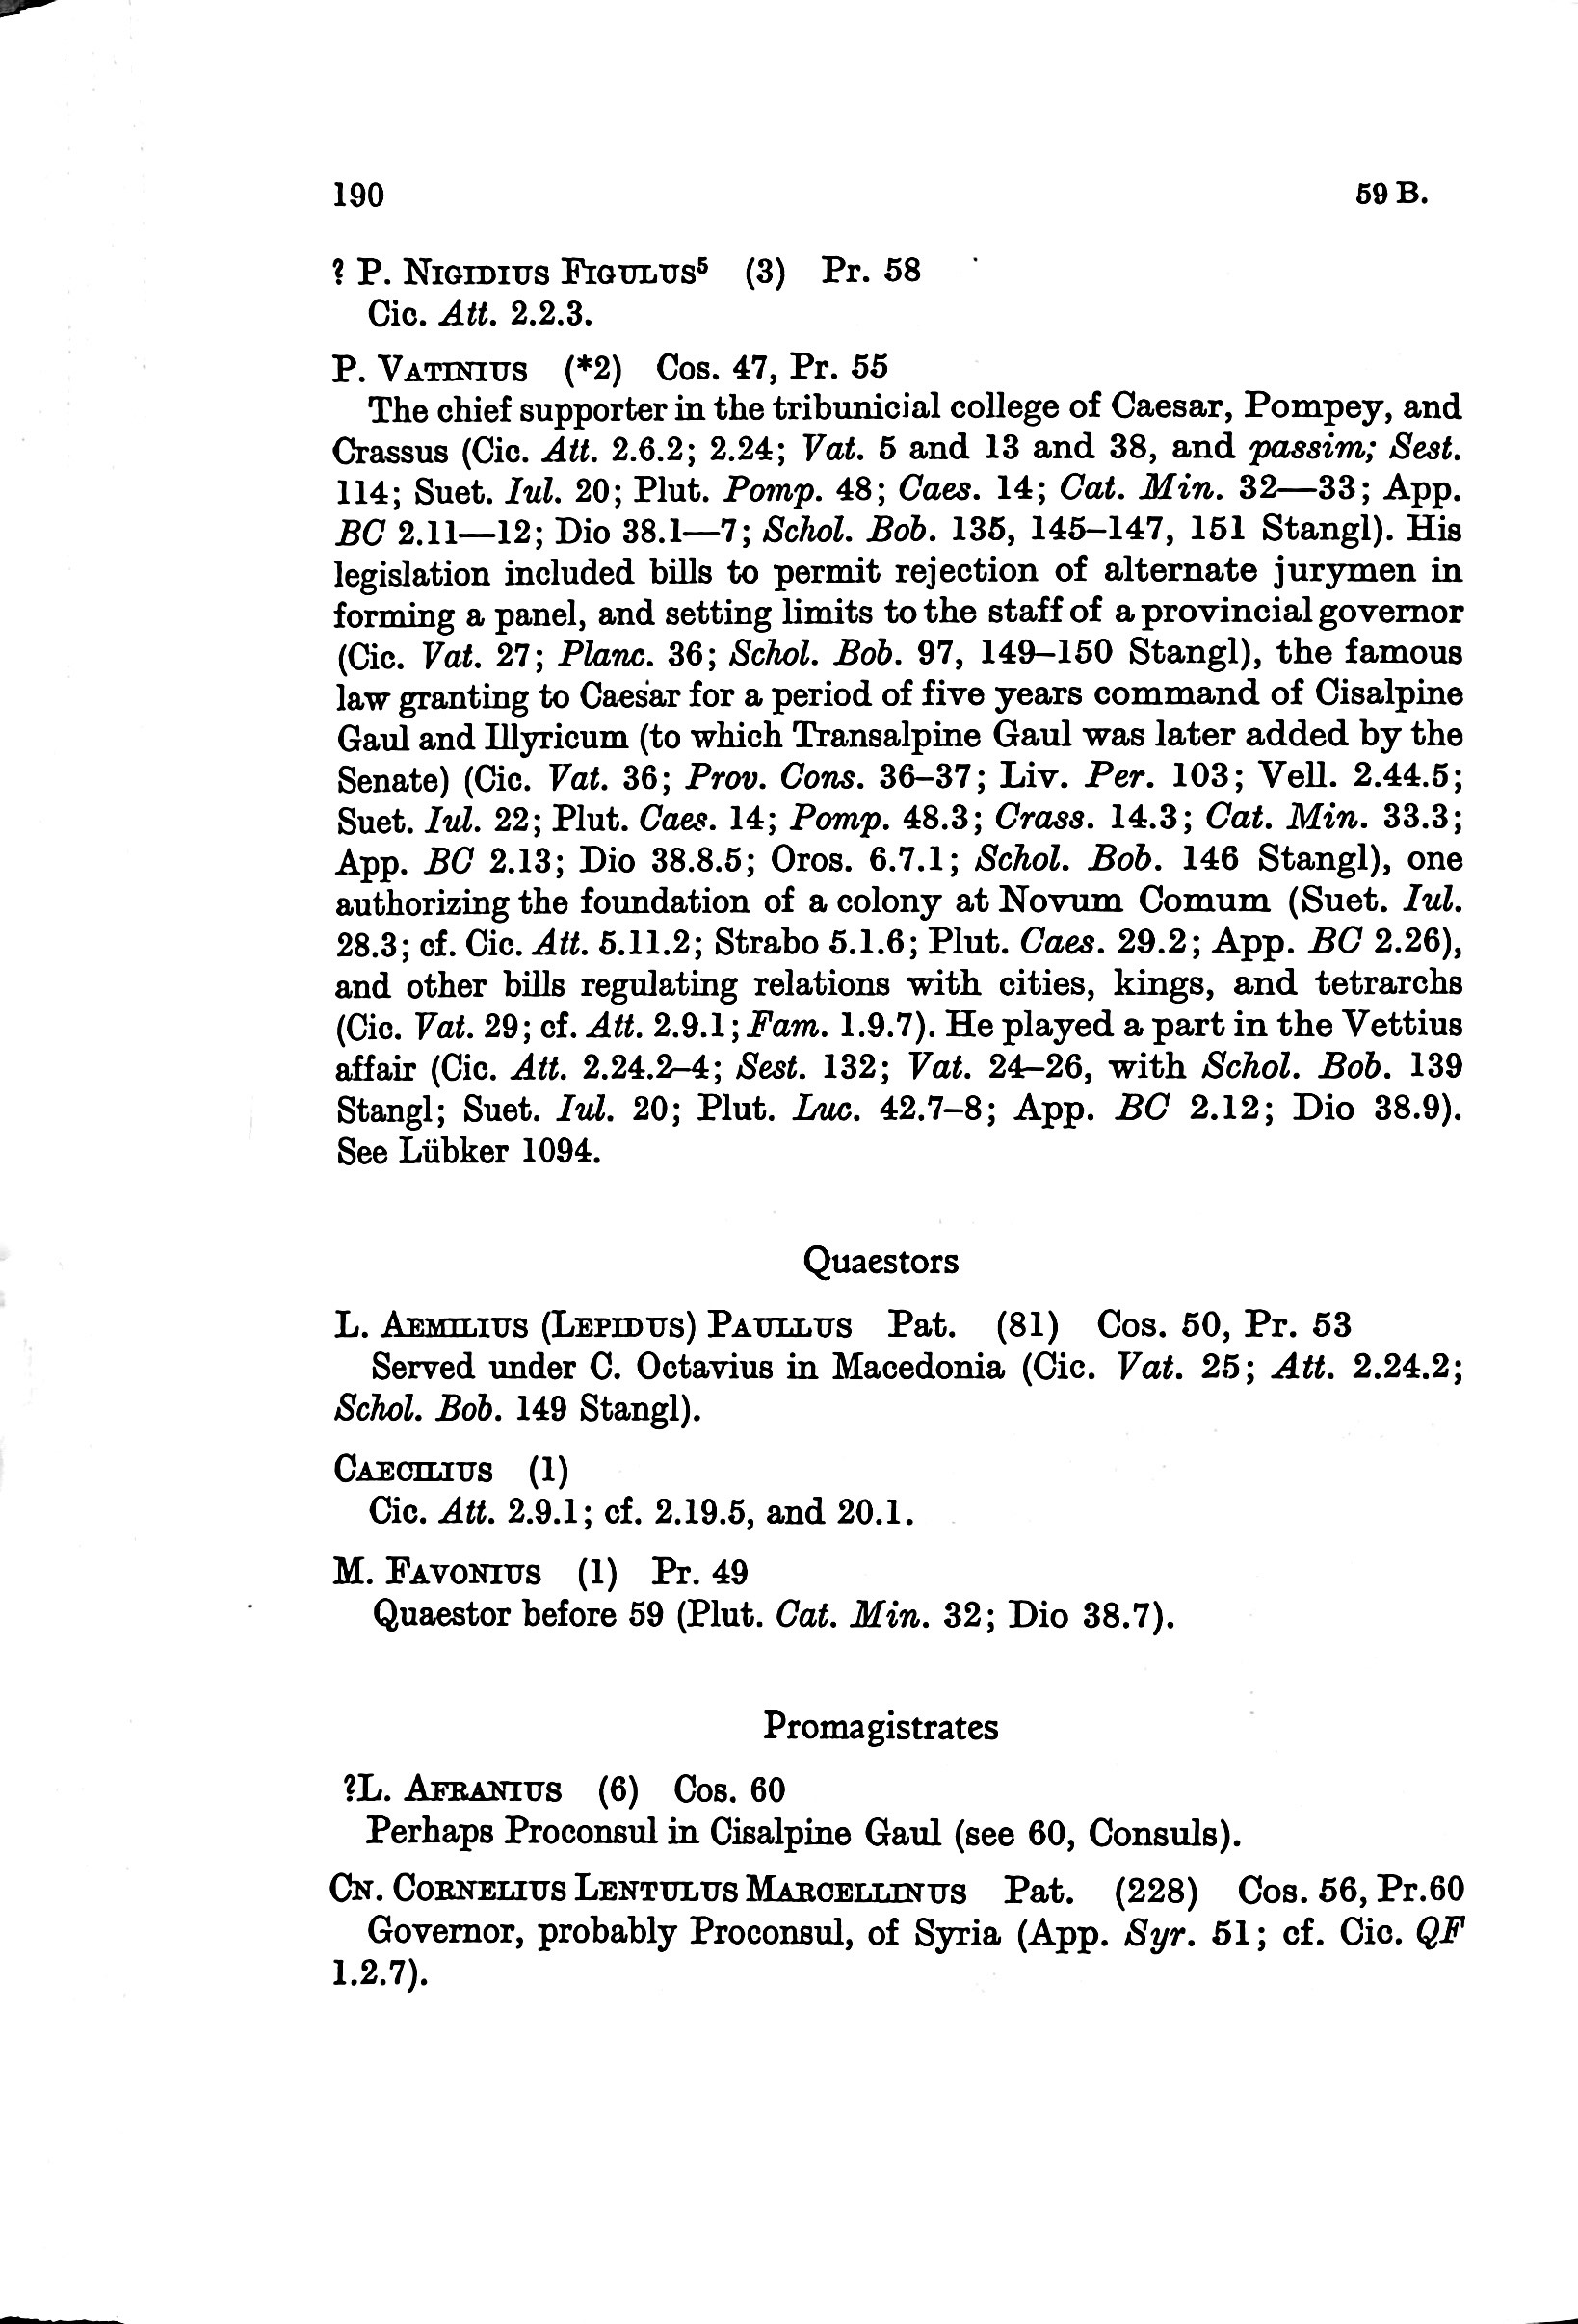 190 59 B.
? P. NIGIDIUS FIGULUS⁵ (3) Pr. 58
Cic. Att. 2.2.3.
P. VATINIUS (*2) Cos. 47, Pr. 55
The chief supporter in the tribunicial college of Caesar, Pompey, and
Crassus (Cic. Att. 2.6.2; 2.24; Vat. 5 and 13 and 38, and passim; Sest.
114; Suet. Iul. 20; Plut. Pomp. 48; Caes. 14; Cat. Min. 32—33; App.
BC 2.11—12; Dio 38.1—7; Schol. Bob. 135, 145–147, 151 Stangl). His
legislation included bills to permit rejection of alternate jurymen in
forming a panel, and setting limits to the staff of a provincial governor
(Cic. Vat. 27; Planc. 36; Schol. Bob. 97, 149–150 Stangl), the famous
law granting to Caesar for a period of five years command of Cisalpine
Gaul and Illyricum (to which Transalpine Gaul was later added by the
Senate) (Cic. Vat. 36; Prov. Cons. 36–37; Liv. Per. 103; Vell. 2.44.5;
Suet. Iul. 22; Plut. Caes. 14; Pomp. 48.3; Crass. 14.3; Cat. Min. 33.3;
App. BC 2.13; Dio 38.8.5; Oros. 6.7.1; Schol. Bob. 146 Stangl), one
authorizing the foundation of a colony at Novum Comum (Suet. Iul.
28.3; cf. Cic. Att. 5.11.2; Strabo 5.1.6; Plut. Caes. 29.2; App. BC 2.26),
and other bills regulating relations with cities, kings, and tetrarchs
(Cic. Vat. 29; cf. Att. 2.9.1; Fam. 1.9.7). He played a part in the Vettius
affair (Cic. Att. 2.24.2–4; Sest. 132; Vat. 24–26, with Schol. Bob. 139
Stangl; Suet. Iul. 20; Plut. Luc. 42.7–8; App. BC 2.12; Dio 38.9).
See Lübker 1094.
Quaestors
L. AEMILIUS (LEPIDUS) PAULLUS Pat. (81) Cos. 50, Pr. 53
Served under C. Octavius in Macedonia (Cic. Vat. 25; Att. 2.24.2;
Schol. Bob. 149 Stangl).
CAECILIUS (1)
Cic. Att. 2.9.1; cf. 2.19.5, and 20.1.
M. FAVONIUS (1) Pr. 49
Quaestor before 59 (Plut. Cat. Min. 32; Dio 38.7).
Promagistrates
?L. AFRANIUS (6) Cos. 60
Perhaps Proconsul in Cisalpine Gaul (see 60, Consuls).
CN. CORNELIUS LENTULUS MARCELLINUS Pat. (228) Cos. 56, Pr. 60
Governor, probably Proconsul, of Syria (App. Syr. 51; cf. Cic. QF
1.2.7).